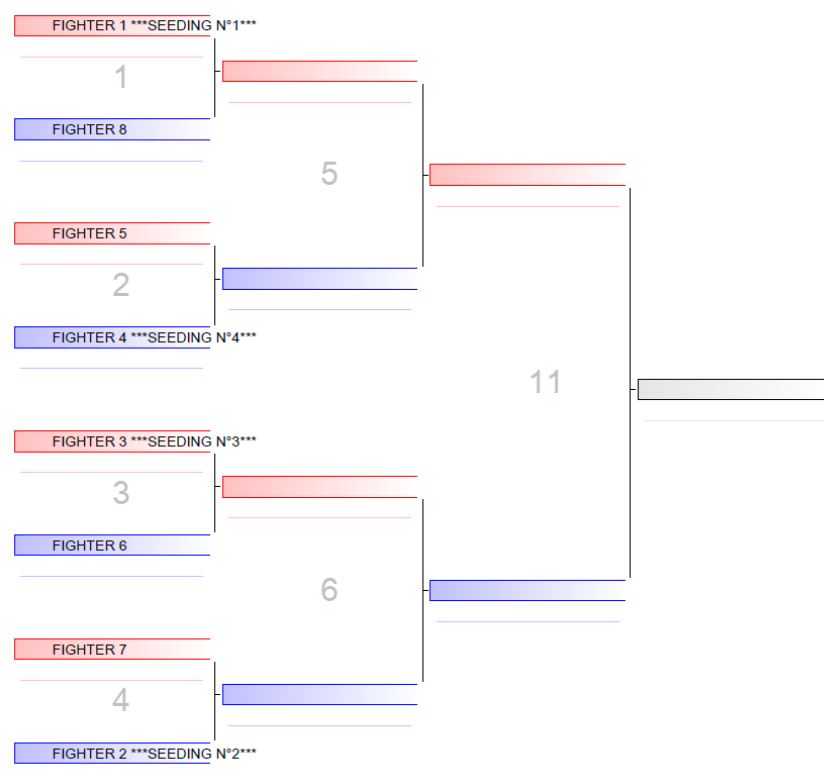 FIGHTER 1 ***SEEDING N°1***
1
FIGHTER 8
5
FIGHTER 5
2
FIGHTER 4 ***SEEDING N°4***
11
FIGHTER 3 ***SEEDING N°3***
3
FIGHTER 6
6
FIGHTER 7
4
FIGHTER 2 ***SEEDING N°2***